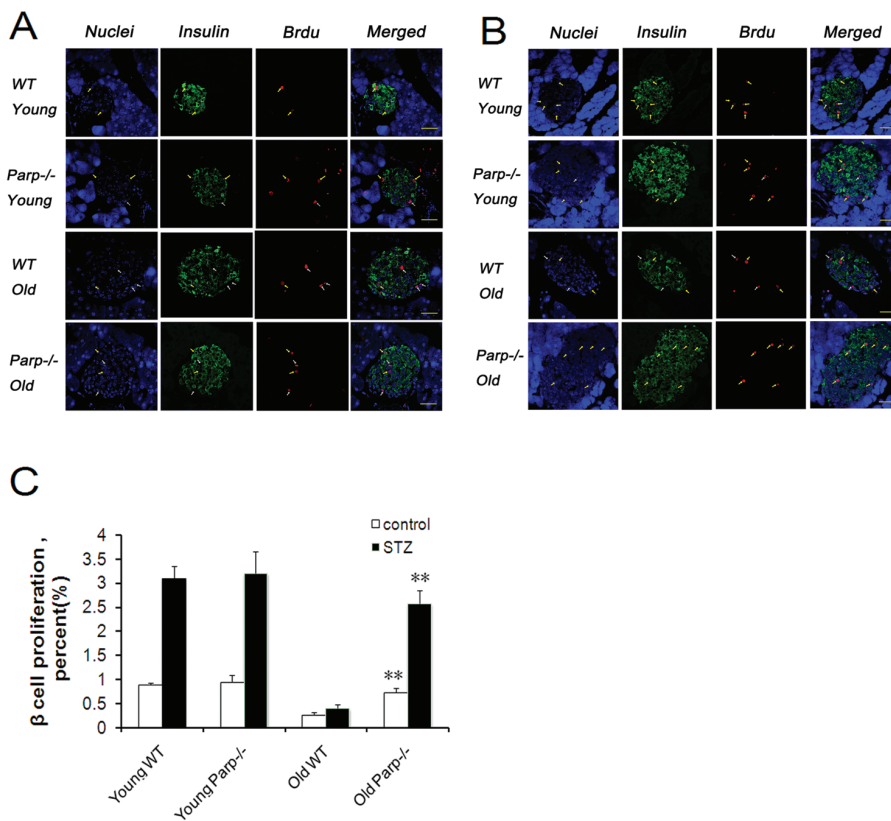 A
Nuclei Insulin Brdu Merged
WT
Young
Parp-/-
Young
WT
Old
Parp-/-
Old
B
Nuclei Insulin Brdu Merged
WT
Young
Parp-/-
Young
WT
Old
Parp-/-
Old
C
control
STZ
β cell proliferation ,
percent(%)
4
3.5
3
2.5
2
1.5
1
0.5
0
**
**
Young WT
Young Parp-/-
Old WT
Old Parp-/-